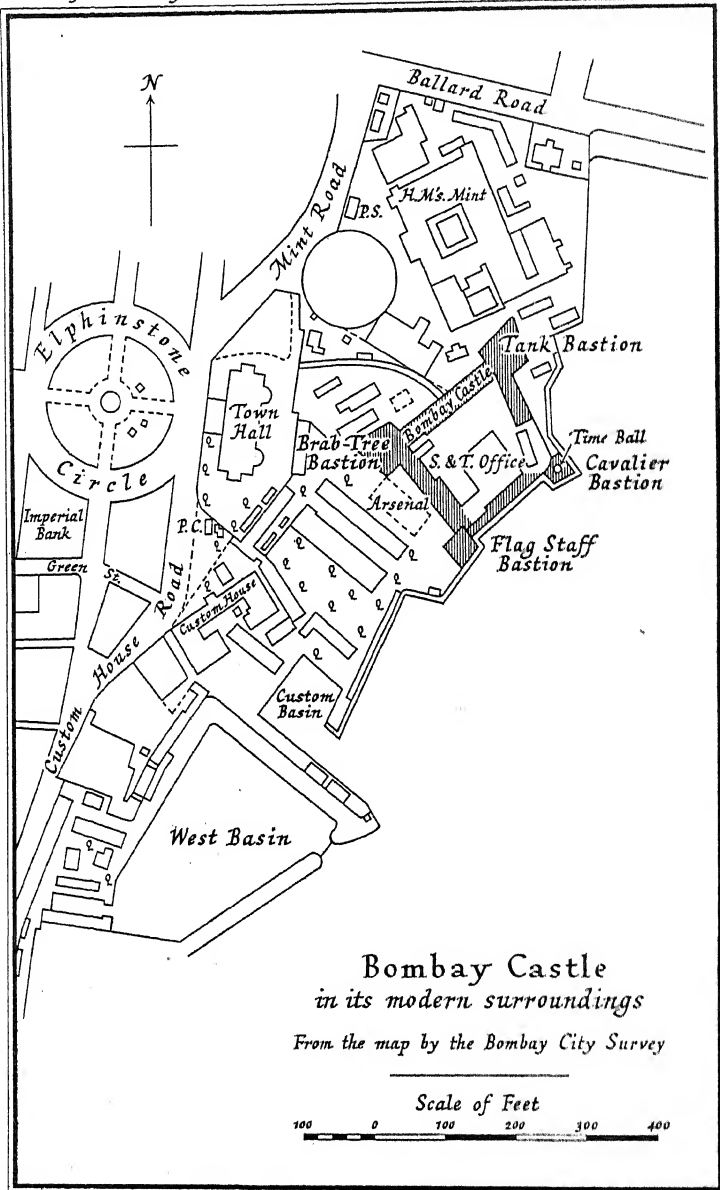 N
Ballard Road
Mint Road
P.S.
H.M's. Mint
Elphinstone
Circle
Tank Bastion
Bombay Castle
Town
Hall
Brab-Tree
Bastion
S. & T. Office
Time Ball
Cavalier
Bastion
Arsenal
Imperial
Bank
P.C.
Flag Staff
Bastion
Green St.
Custom House
Custom House Road
Custom
Basin
West Basin
Bombay Castle
in its modern surroundings
From the map by the Bombay City Survey
Scale of Feet
100 0 100 200 300 400